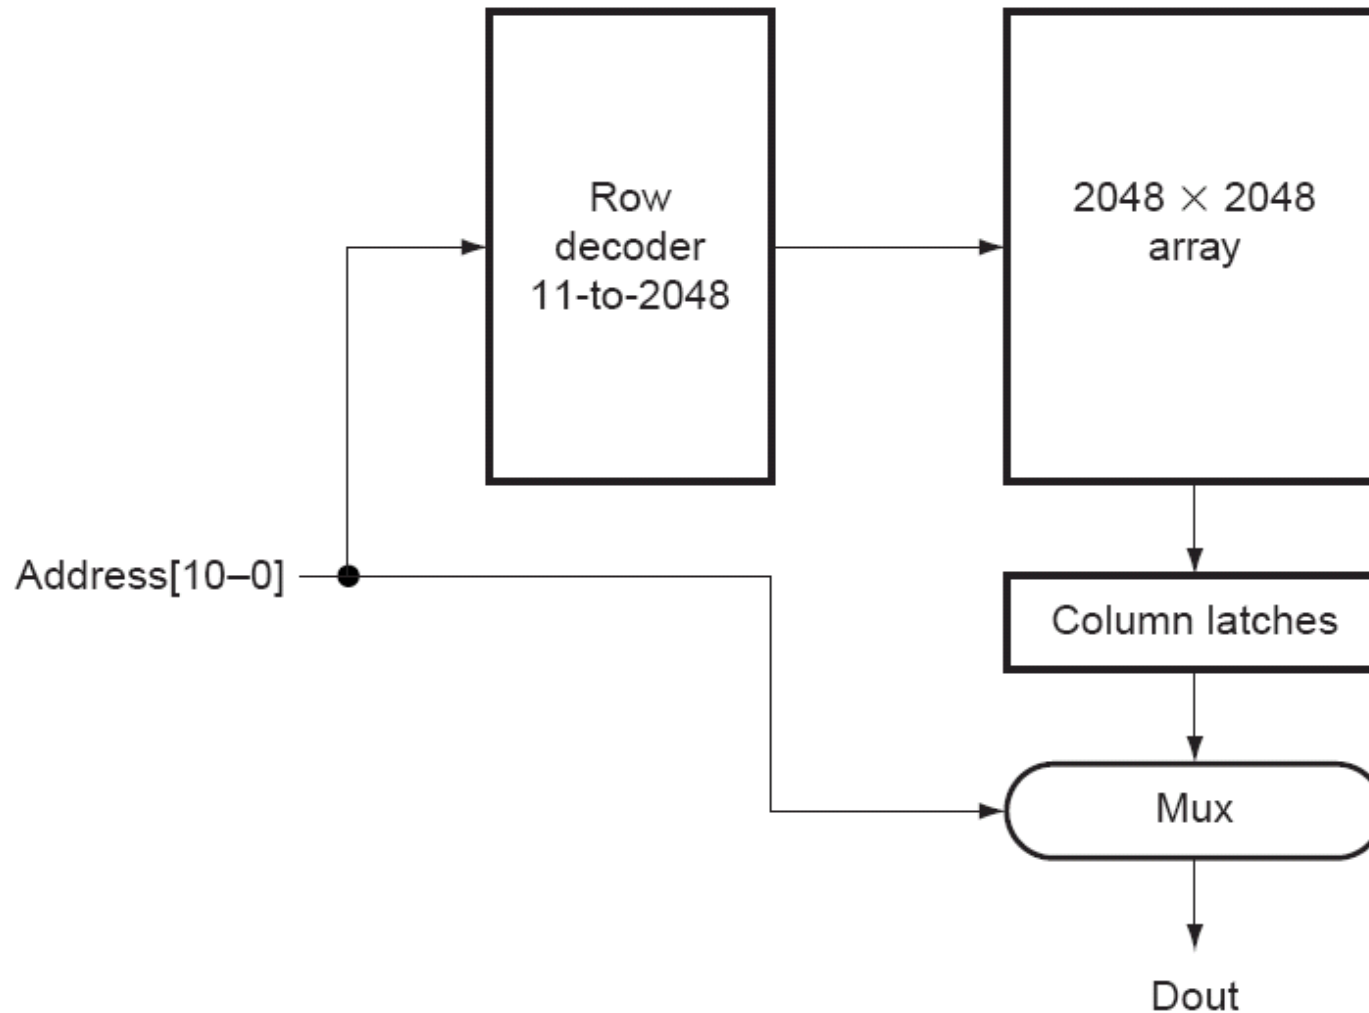 Row
decoder
11-to-2048
2048 × 2048
array
Address[10–0]
Column latches
Mux
Dout